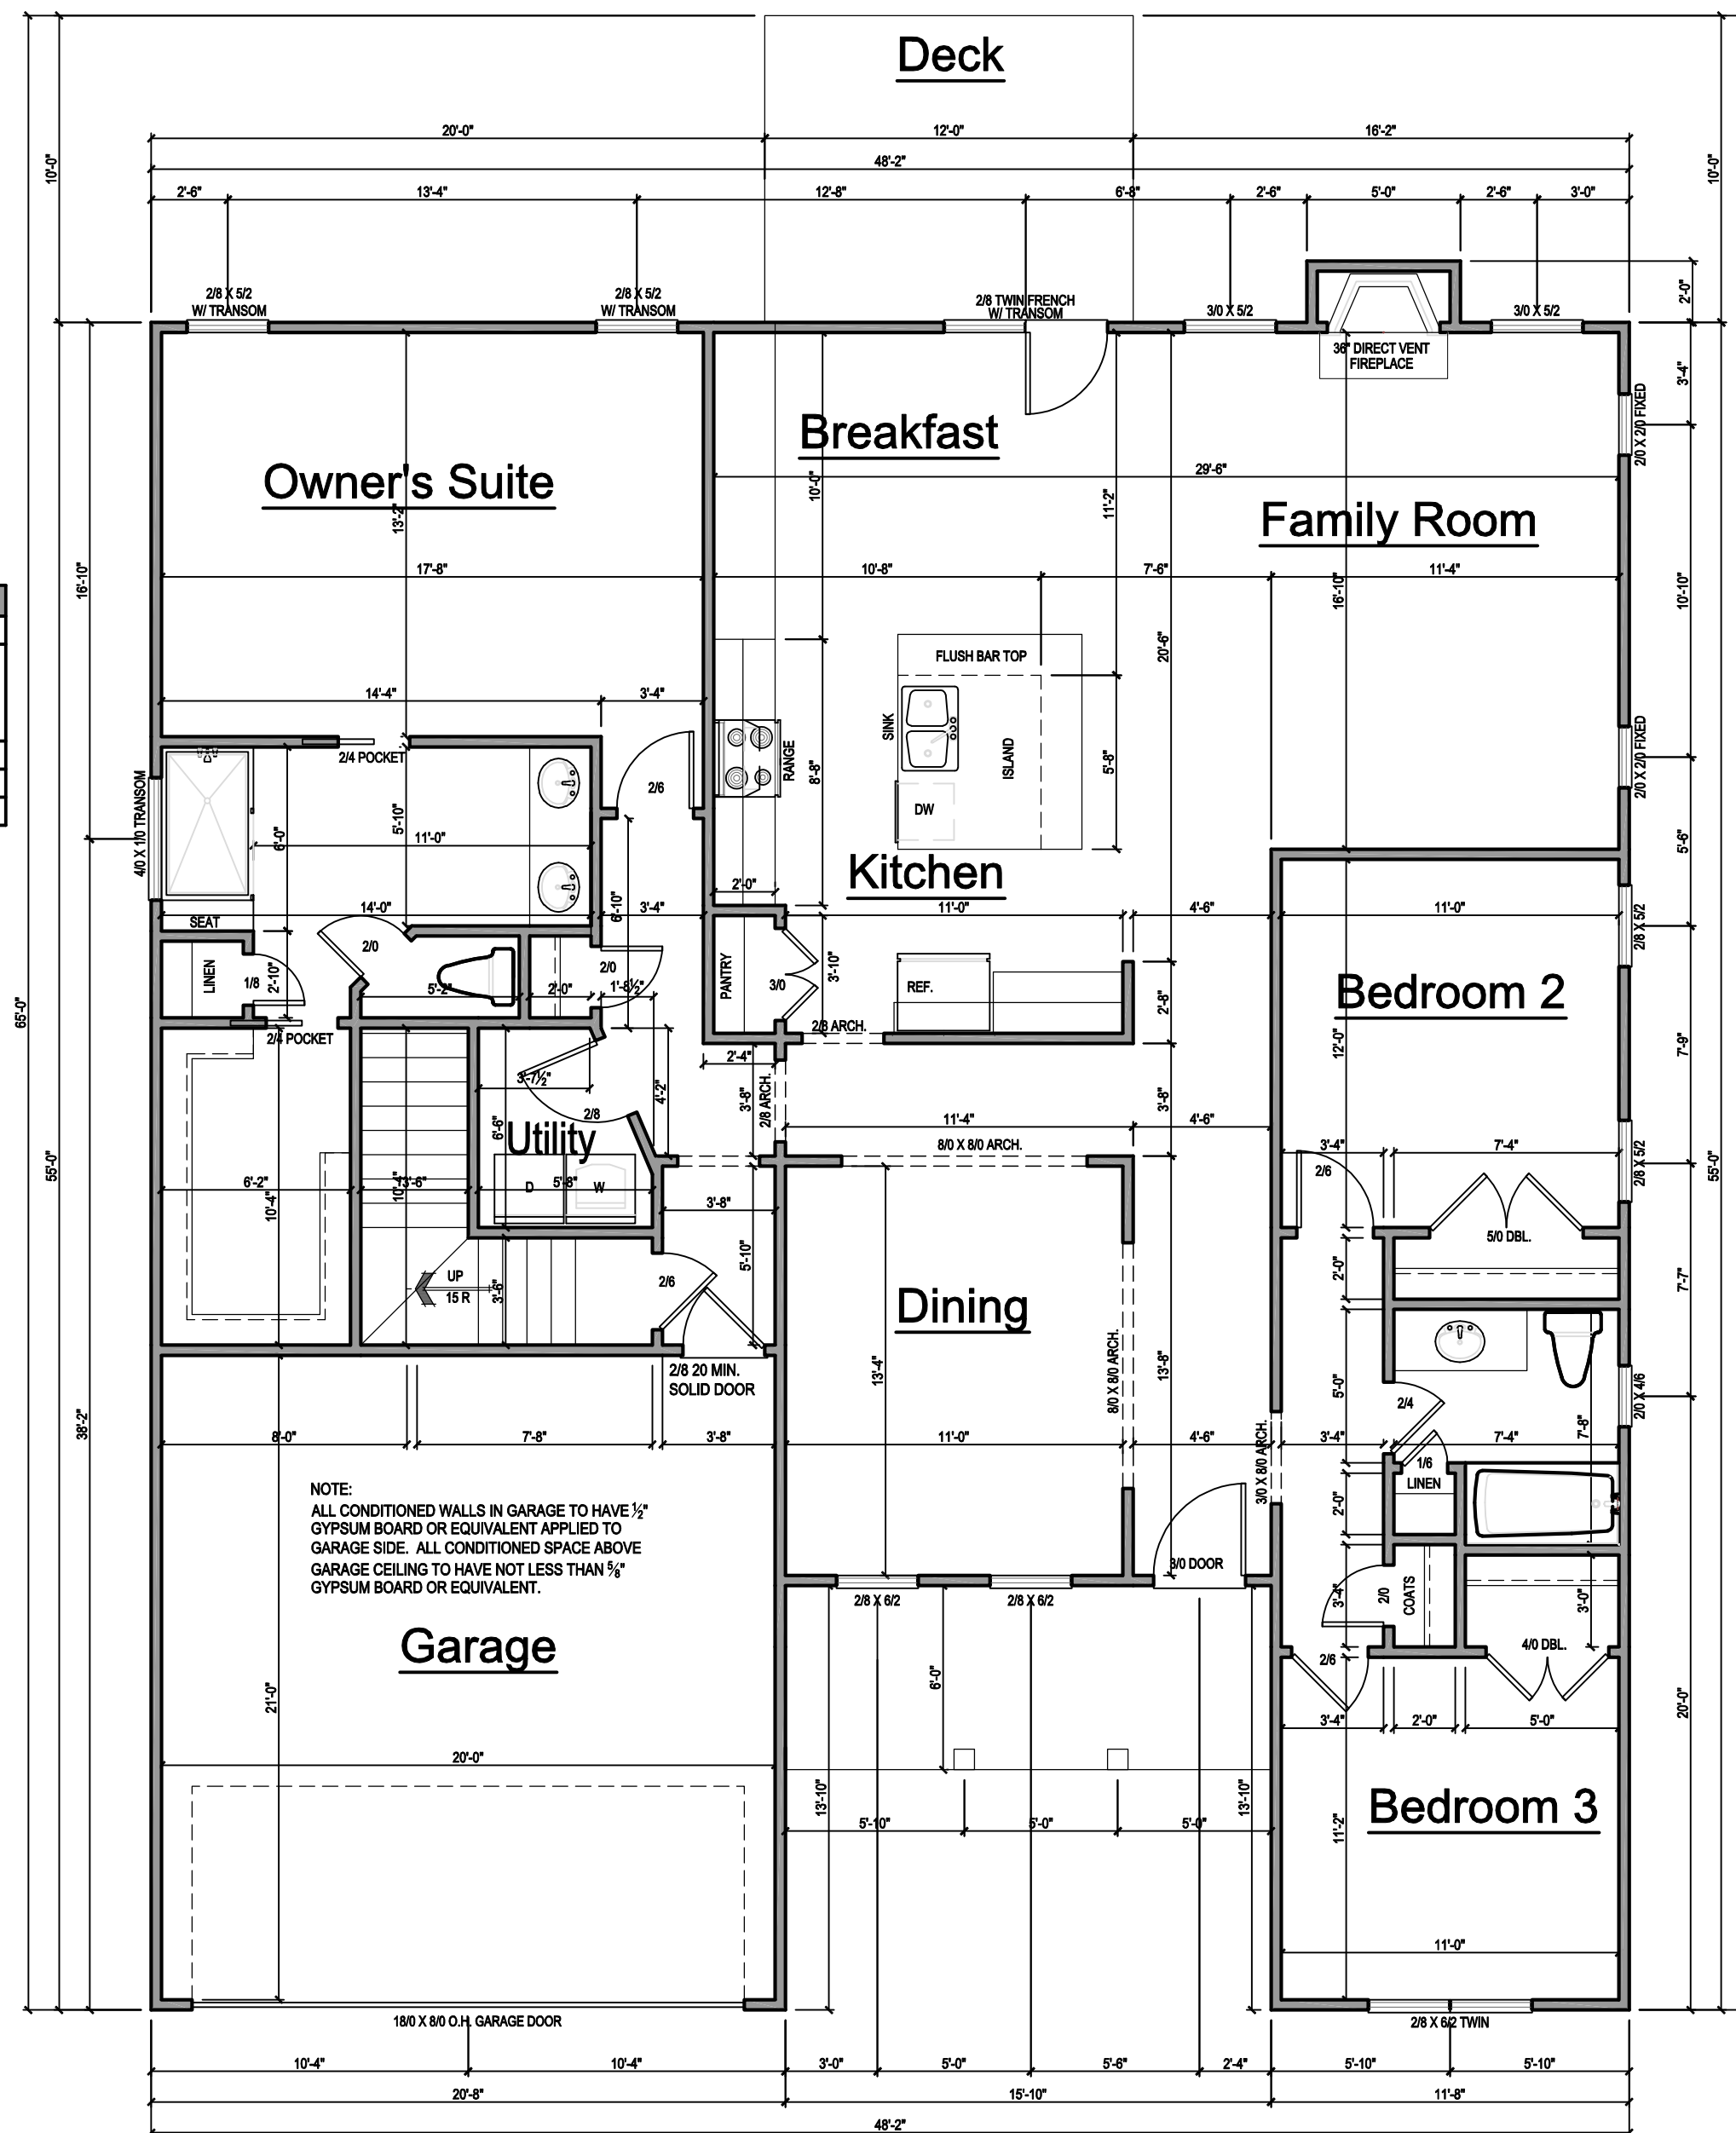 Deck
20'-0" 12'-0" 16'-2"
48'-2"
10'-0" 10'-0"
2'-6" 13'-4" 12'-8" 6'-8" 2'-6" 5'-0" 2'-6" 3'-0"
2'-0"
2/8 X 5/2
W/ TRANSOM
2/8 X 5/2
W/ TRANSOM
2/8 TWIN FRENCH
W/ TRANSOM
3/0 X 5/2
3/0 X 5/2
36" DIRECT VENT
FIREPLACE
3'-4"
2/0 X 2/0 FIXED
Breakfast
Owner's Suite
29'-6"
10'-0"
11'-2"
13'-2"
Family Room
16'-10"
17'-8" 10'-8" 7'-6" 11'-4"
16'-10"
10'-10"
20'-6"
FLUSH BAR TOP
14'-4" 3'-4"
SINK
ISLAND
RANGE
8'-8"
5'-8"
DW
2/4 POCKET
2/6
4/0 X 1/0 TRANSOM
2/0 X 2/0 FIXED
5'-10"
6'-0"
11'-0"
5'-6"
Kitchen
2'-0"
14'-0" 3'-4" 11'-0" 4'-6" 11'-0"
6'-10"
SEAT
2/0
2/0
2/8 X 5/2
LINEN
1/8
2'-10"
5'-2" 2'-0" 1'-8½"
PANTRY
3/0
3'-10"
REF.
Bedroom 2
2'-8"
65'-0"
2/4 POCKET
2/8 ARCH.
12'-0"
7'-9"
2'-4"
3'-7½"
4'-2"
3'-8"
2/8 ARCH.
3'-8"
2/8
Utility
6'-6"
11'-4" 4'-6"
8/0 X 8/0 ARCH.
3'-4" 7'-4"
2/8 X 5/2
55'-0" 55'-0"
2/6
6'-2" 3'-6" 5'-8"
D W
10'-4"
10'-4"
3'-8"
5'-10"
5/0 DBL.
2'-0"
UP
15 R
3'-6"
2/6
7'-7"
Dining
13'-4"
8/0 X 8/0 ARCH.
13'-8"
2/8 20 MIN.
SOLID DOOR
5'-0"
2/4
2/0 X 4/6
38'-2"
8'-0" 7'-8" 3'-8" 11'-0" 4'-6" 3'-4" 7'-4"
7'-8"
3/0 X 8/0 ARCH.
1/6
LINEN
2'-0"
NOTE:
ALL CONDITIONED WALLS IN GARAGE TO HAVE ½"
GYPSUM BOARD OR EQUIVALENT APPLIED TO
GARAGE SIDE. ALL CONDITIONED SPACE ABOVE
GARAGE CEILING TO HAVE NOT LESS THAN ⅝"
GYPSUM BOARD OR EQUIVALENT.
3/0 DOOR
2/8 X 6/2
2/8 X 6/2
3'-4"
2/0
COATS
3'-0"
Garage
4/0 DBL.
2/6
6'-0"
21'-0"
20'-0"
3'-4" 2'-0" 5'-0"
20'-0"
13'-10"
13'-10"
5'-10" 5'-0" 5'-0"
Bedroom 3
11'-2"
11'-0"
18/0 X 8/0 O.H. GARAGE DOOR
2/8 X 6/2 TWIN
10'-4" 10'-4" 3'-0" 5'-0" 5'-6" 2'-4" 5'-10" 5'-10"
20'-8" 15'-10" 11'-8"
48'-2"